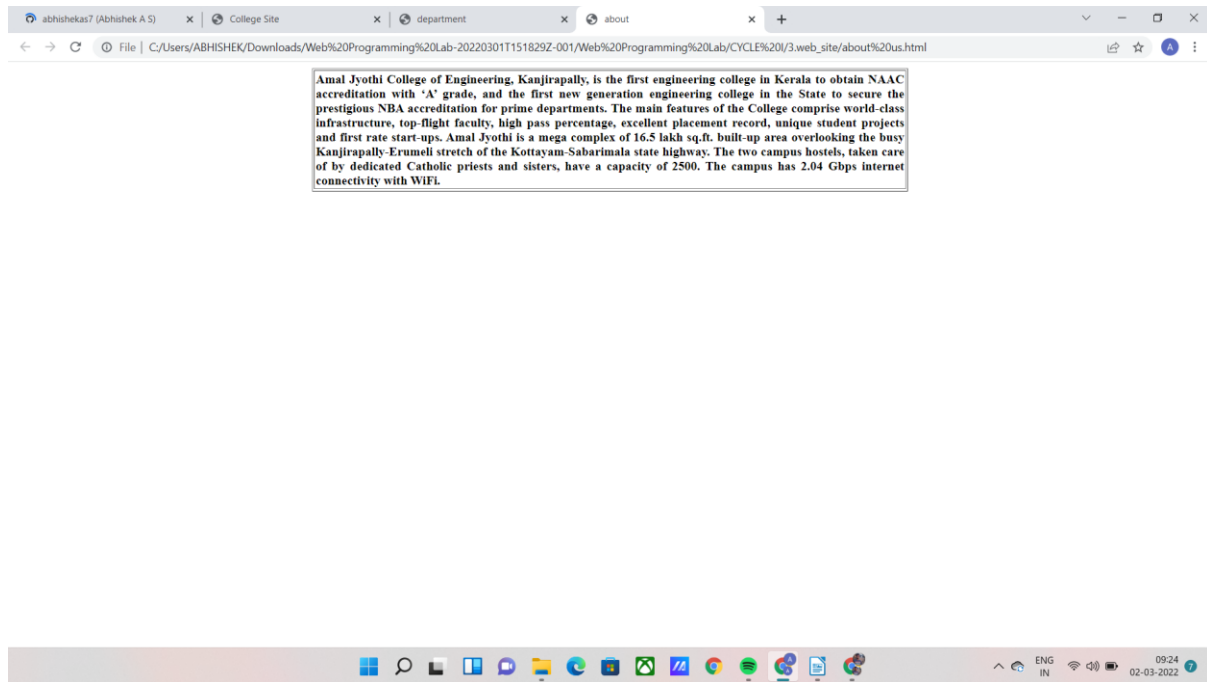 abhishekas7 (Abhishek A S)
College Site
department
about
File | C:/Users/ABHISHEK/Downloads/Web%20Programming%20Lab-20220301T151829Z-001/Web%20Programming%20Lab/CYCLE%20I/3.web_site/about%20us.html
A
Amal Jyothi College of Engineering, Kanjirapally, is the first engineering college in Kerala to obtain NAAC
accreditation with ‘A’ grade, and the first new generation engineering college in the State to secure the
prestigious NBA accreditation for prime departments. The main features of the College comprise world-class
infrastructure, top-flight faculty, high pass percentage, excellent placement record, unique student projects
and first rate start-ups. Amal Jyothi is a mega complex of 16.5 lakh sq.ft. built-up area overlooking the busy
Kanjirapally-Erumeli stretch of the Kottayam-Sabarimala state highway. The two campus hostels, taken care
of by dedicated Catholic priests and sisters, have a capacity of 2500. The campus has 2.04 Gbps internet
connectivity with WiFi.
ENG
IN
09:24
02-03-2022
7